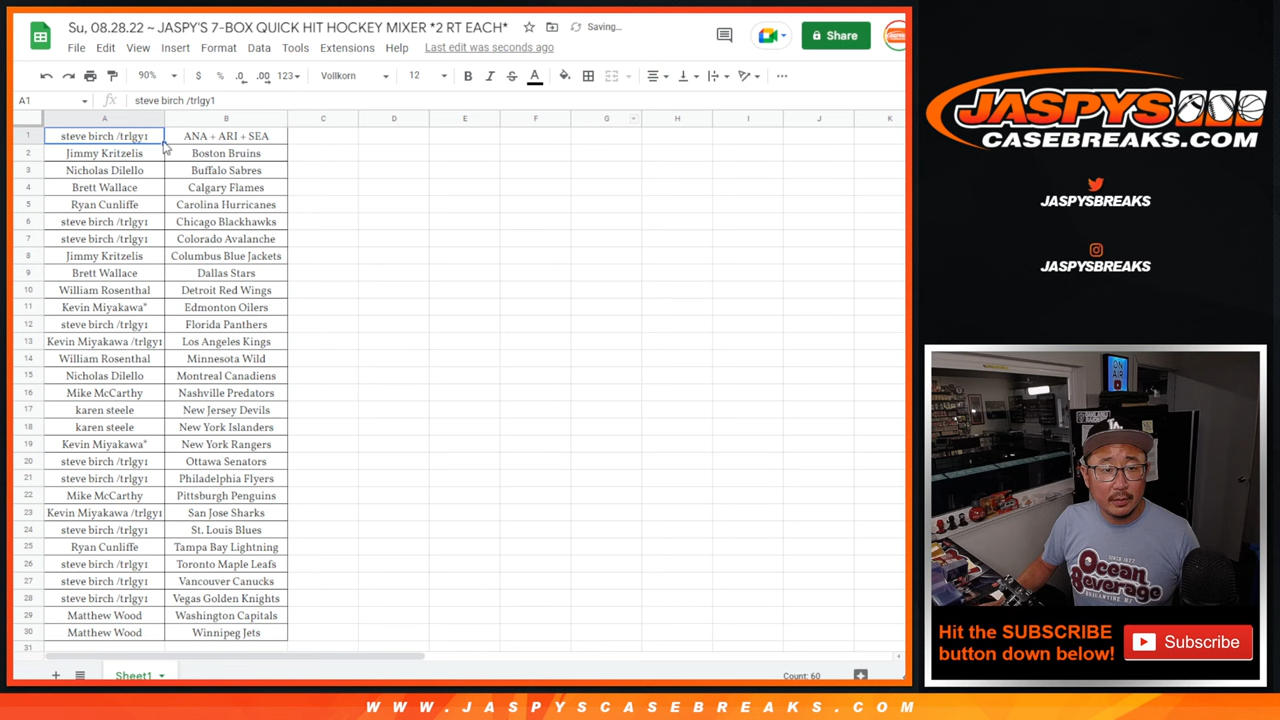 Su, 08.28.22 ~ JASPY'S 7-BOX QUICK HIT HOCKEY MIXER *2 RT EACH*
Saving...
File Edit View Insert Format Data Tools Extensions Help Last edit was seconds ago
Share
90% $ % .0 .00 123 Vollkorn 12 B I S A
A1 fx steve birch /trlgy1
A B C D E F G H I J K
1 steve birch /trlgy1 ANA + ARI + SEA
2 Jimmy Kritzelis Boston Bruins
3 Nicholas Dilello Buffalo Sabres
4 Brett Wallace Calgary Flames
5 Ryan Cunliffe Carolina Hurricanes
6 steve birch /trlgy1 Chicago Blackhawks
7 steve birch /trlgy1 Colorado Avalanche
8 Jimmy Kritzelis Columbus Blue Jackets
9 Brett Wallace Dallas Stars
10 William Rosenthal Detroit Red Wings
11 Kevin Miyakawa* Edmonton Oilers
12 steve birch /trlgy1 Florida Panthers
13 Kevin Miyakawa /trlgy1 Los Angeles Kings
14 William Rosenthal Minnesota Wild
15 Nicholas Dilello Montreal Canadiens
16 Mike McCarthy Nashville Predators
17 karen steele New Jersey Devils
18 karen steele New York Islanders
19 Kevin Miyakawa* New York Rangers
20 steve birch /trlgy1 Ottawa Senators
21 steve birch /trlgy1 Philadelphia Flyers
22 Mike McCarthy Pittsburgh Penguins
23 Kevin Miyakawa /trlgy1 San Jose Sharks
24 steve birch /trlgy1 St. Louis Blues
25 Ryan Cunliffe Tampa Bay Lightning
26 steve birch /trlgy1 Toronto Maple Leafs
27 steve birch /trlgy1 Vancouver Canucks
28 steve birch /trlgy1 Vegas Golden Knights
29 Matthew Wood Washington Capitals
30 Matthew Wood Winnipeg Jets
31
Sheet1
Count: 60
JASPYS
CASEBREAKS.COM
JASPYSBREAKS
JASPYSBREAKS
ON
AIR
LA
SINCE 1977
Ocean
Beverage
BRIGANTINE, NJ
Hit the SUBSCRIBE
button down below!
Subscribe
WWW.JASPYSCASEBREAKS.COM